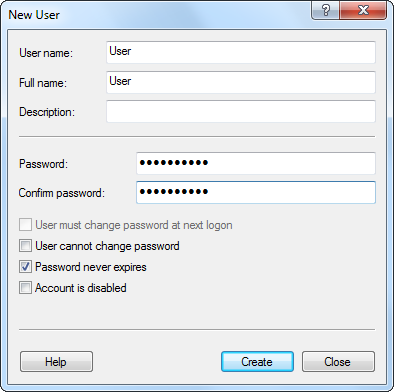 New User
User name: User
Full name: User
Description:
Password: ●●●●●●●●●●
Confirm password: ●●●●●●●●●●
User must change password at next logon
User cannot change password
Password never expires
Account is disabled
Help Create Close